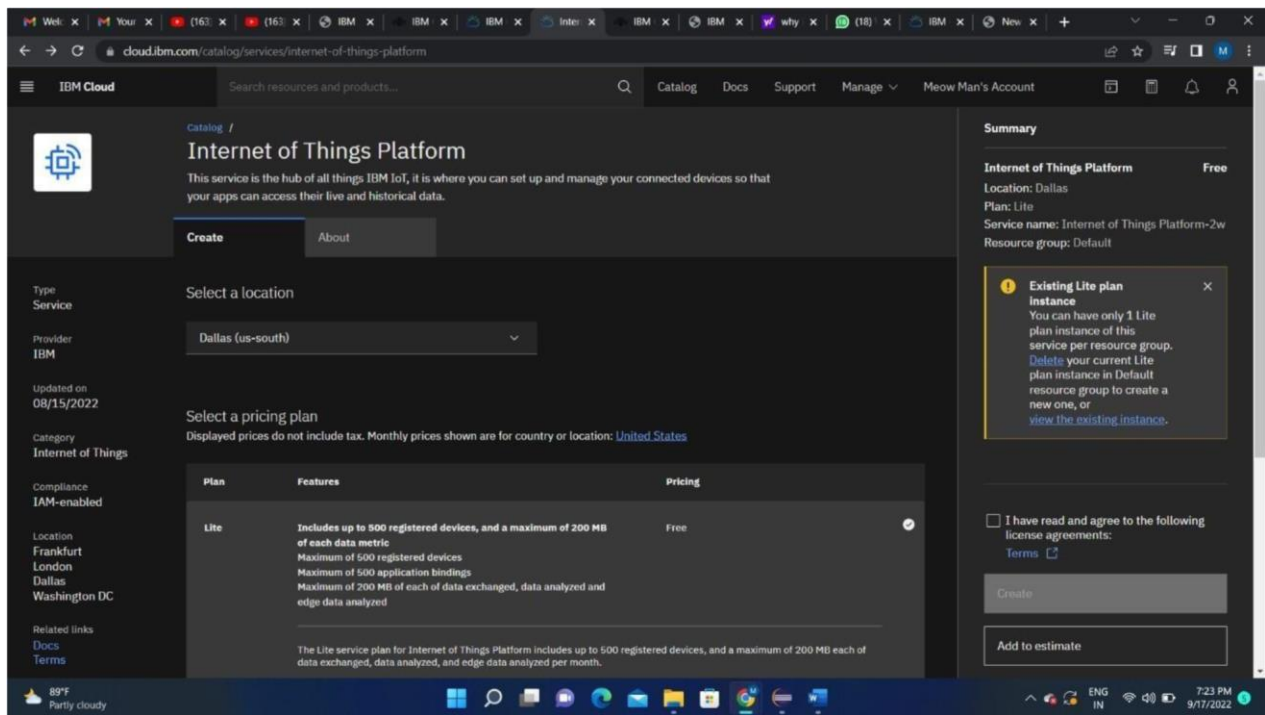 Welc
Your
(163
(163
IBM
IBM
IBM
Inter
IBM
IBM
why
(18)
IBM
New
cloud.ibm.com/catalog/services/internet-of-things-platform
M
IBM Cloud
Search resources and products...
Catalog
Docs
Support
Manage
Meow Man's Account
Catalog /
Internet of Things Platform
This service is the hub of all things IBM IoT, it is where you can set up and manage your connected devices so that
your apps can access their live and historical data.
Create
About
Type
Service
Provider
IBM
Updated on
08/15/2022
Category
Internet of Things
Compliance
IAM-enabled
Location
Frankfurt
London
Dallas
Washington DC
Related links
Docs
Terms
Select a location
Dallas (us-south)
Select a pricing plan
Displayed prices do not include tax. Monthly prices shown are for country or location: United States
Plan
Features
Pricing
Lite
Includes up to 500 registered devices, and a maximum of 200 MB
of each data metric
Free
Maximum of 500 registered devices
Maximum of 500 application bindings
Maximum of 200 MB of each of data exchanged, data analyzed and
edge data analyzed
The Lite service plan for Internet of Things Platform includes up to 500 registered devices, and a maximum of 200 MB each of
data exchanged, data analyzed, and edge data analyzed per month.
Summary
Internet of Things Platform
Free
Location: Dallas
Plan: Lite
Service name: Internet of Things Platform-2w
Resource group: Default
Existing Lite plan
instance
You can have only 1 Lite
plan instance of this
service per resource group.
Delete your current Lite
plan instance in Default
resource group to create a
new one, or
view the existing instance.
I have read and agree to the following
license agreements:
Terms
Create
Add to estimate
89°F
Partly cloudy
ENG
IN
7:23 PM
9/17/2022